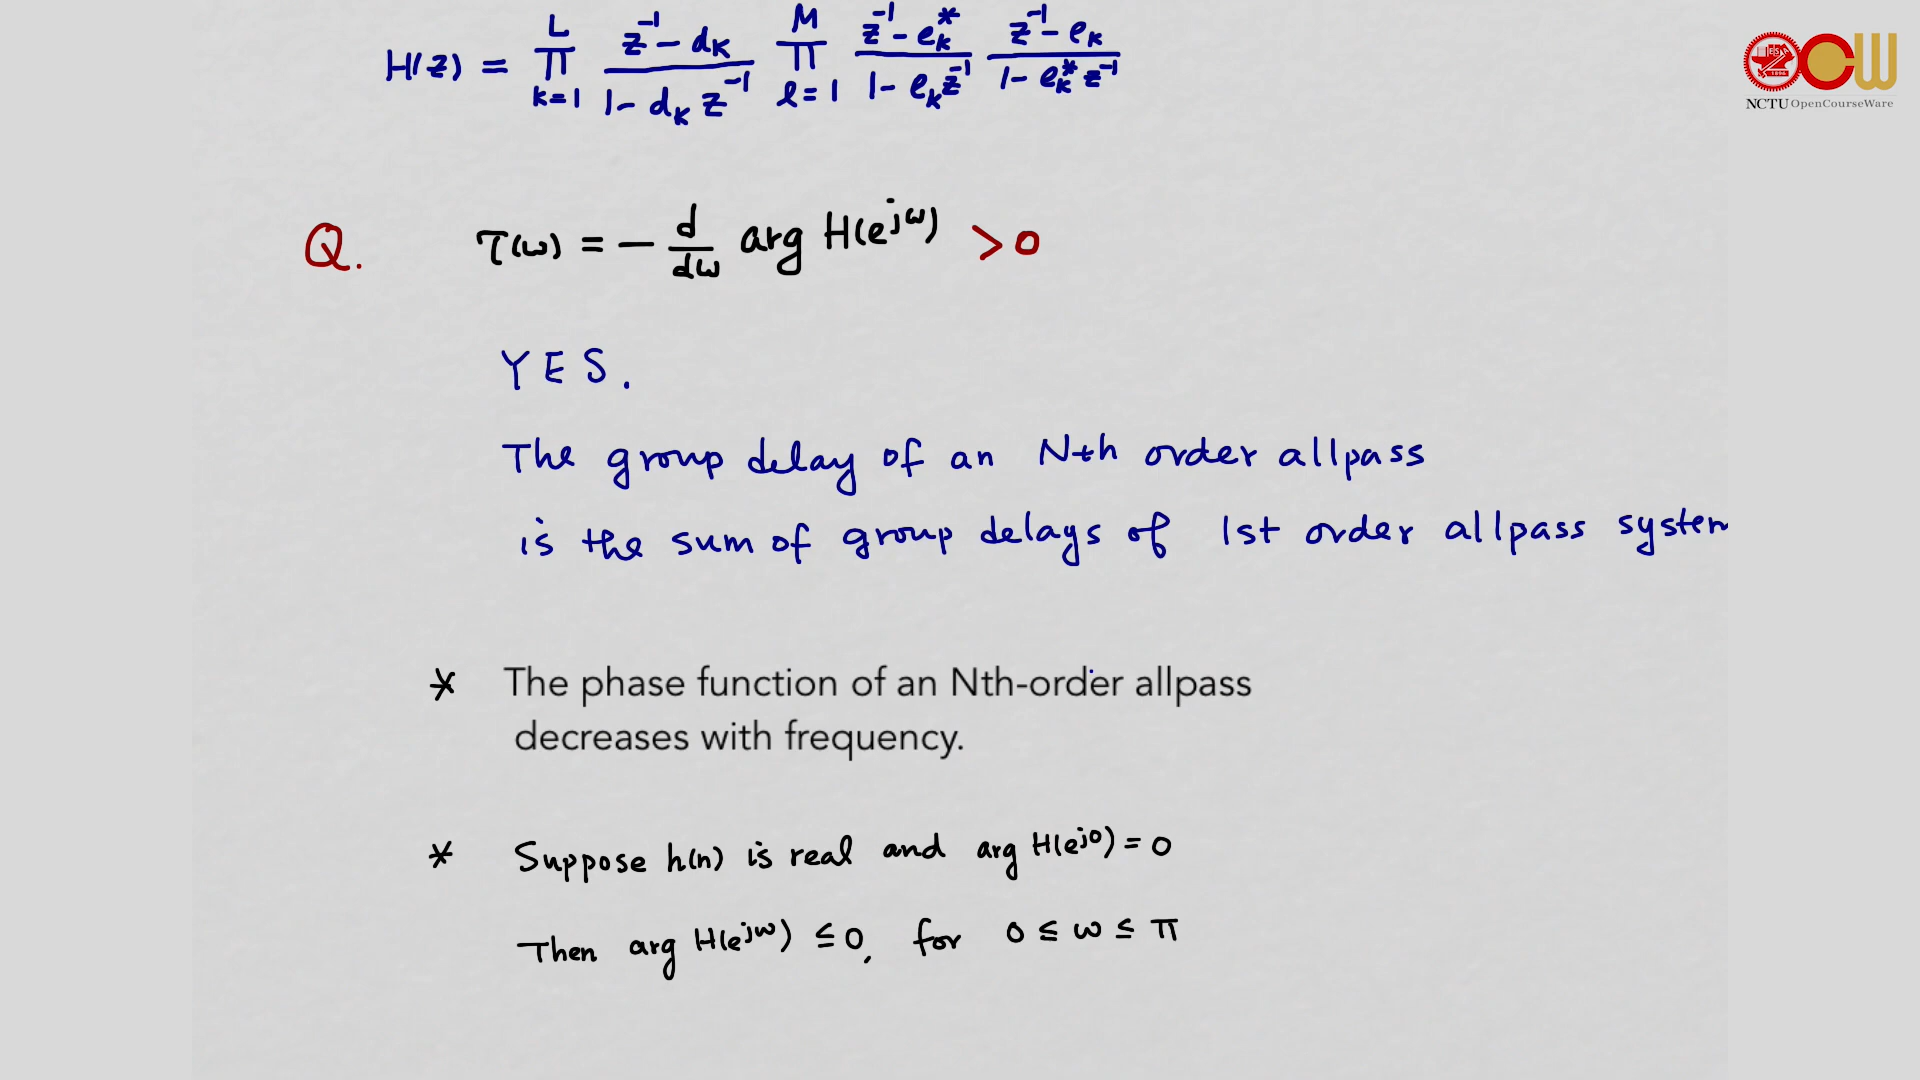 H(z) = L ∏ k=1 (z^-1 - d_k)/(1 - d_k z^-1) M ∏ l=1 (z^-1 - e_k^*)/(1 - e_k z^-1) (z^-1 - e_k)/(1 - e_k^* z^-1)
NCTU OpenCourseWare
Q. τ(ω) = - d/dω arg H(e^jω) > 0
YES.
The group delay of an Nth order allpass
is the sum of group delays of 1st order allpass system
* The phase function of an Nth-order allpass
decreases with frequency.
* Suppose h(n) is real and arg H(e^j0) = 0
Then arg H(e^jω) ≤ 0, for 0 ≤ ω ≤ π